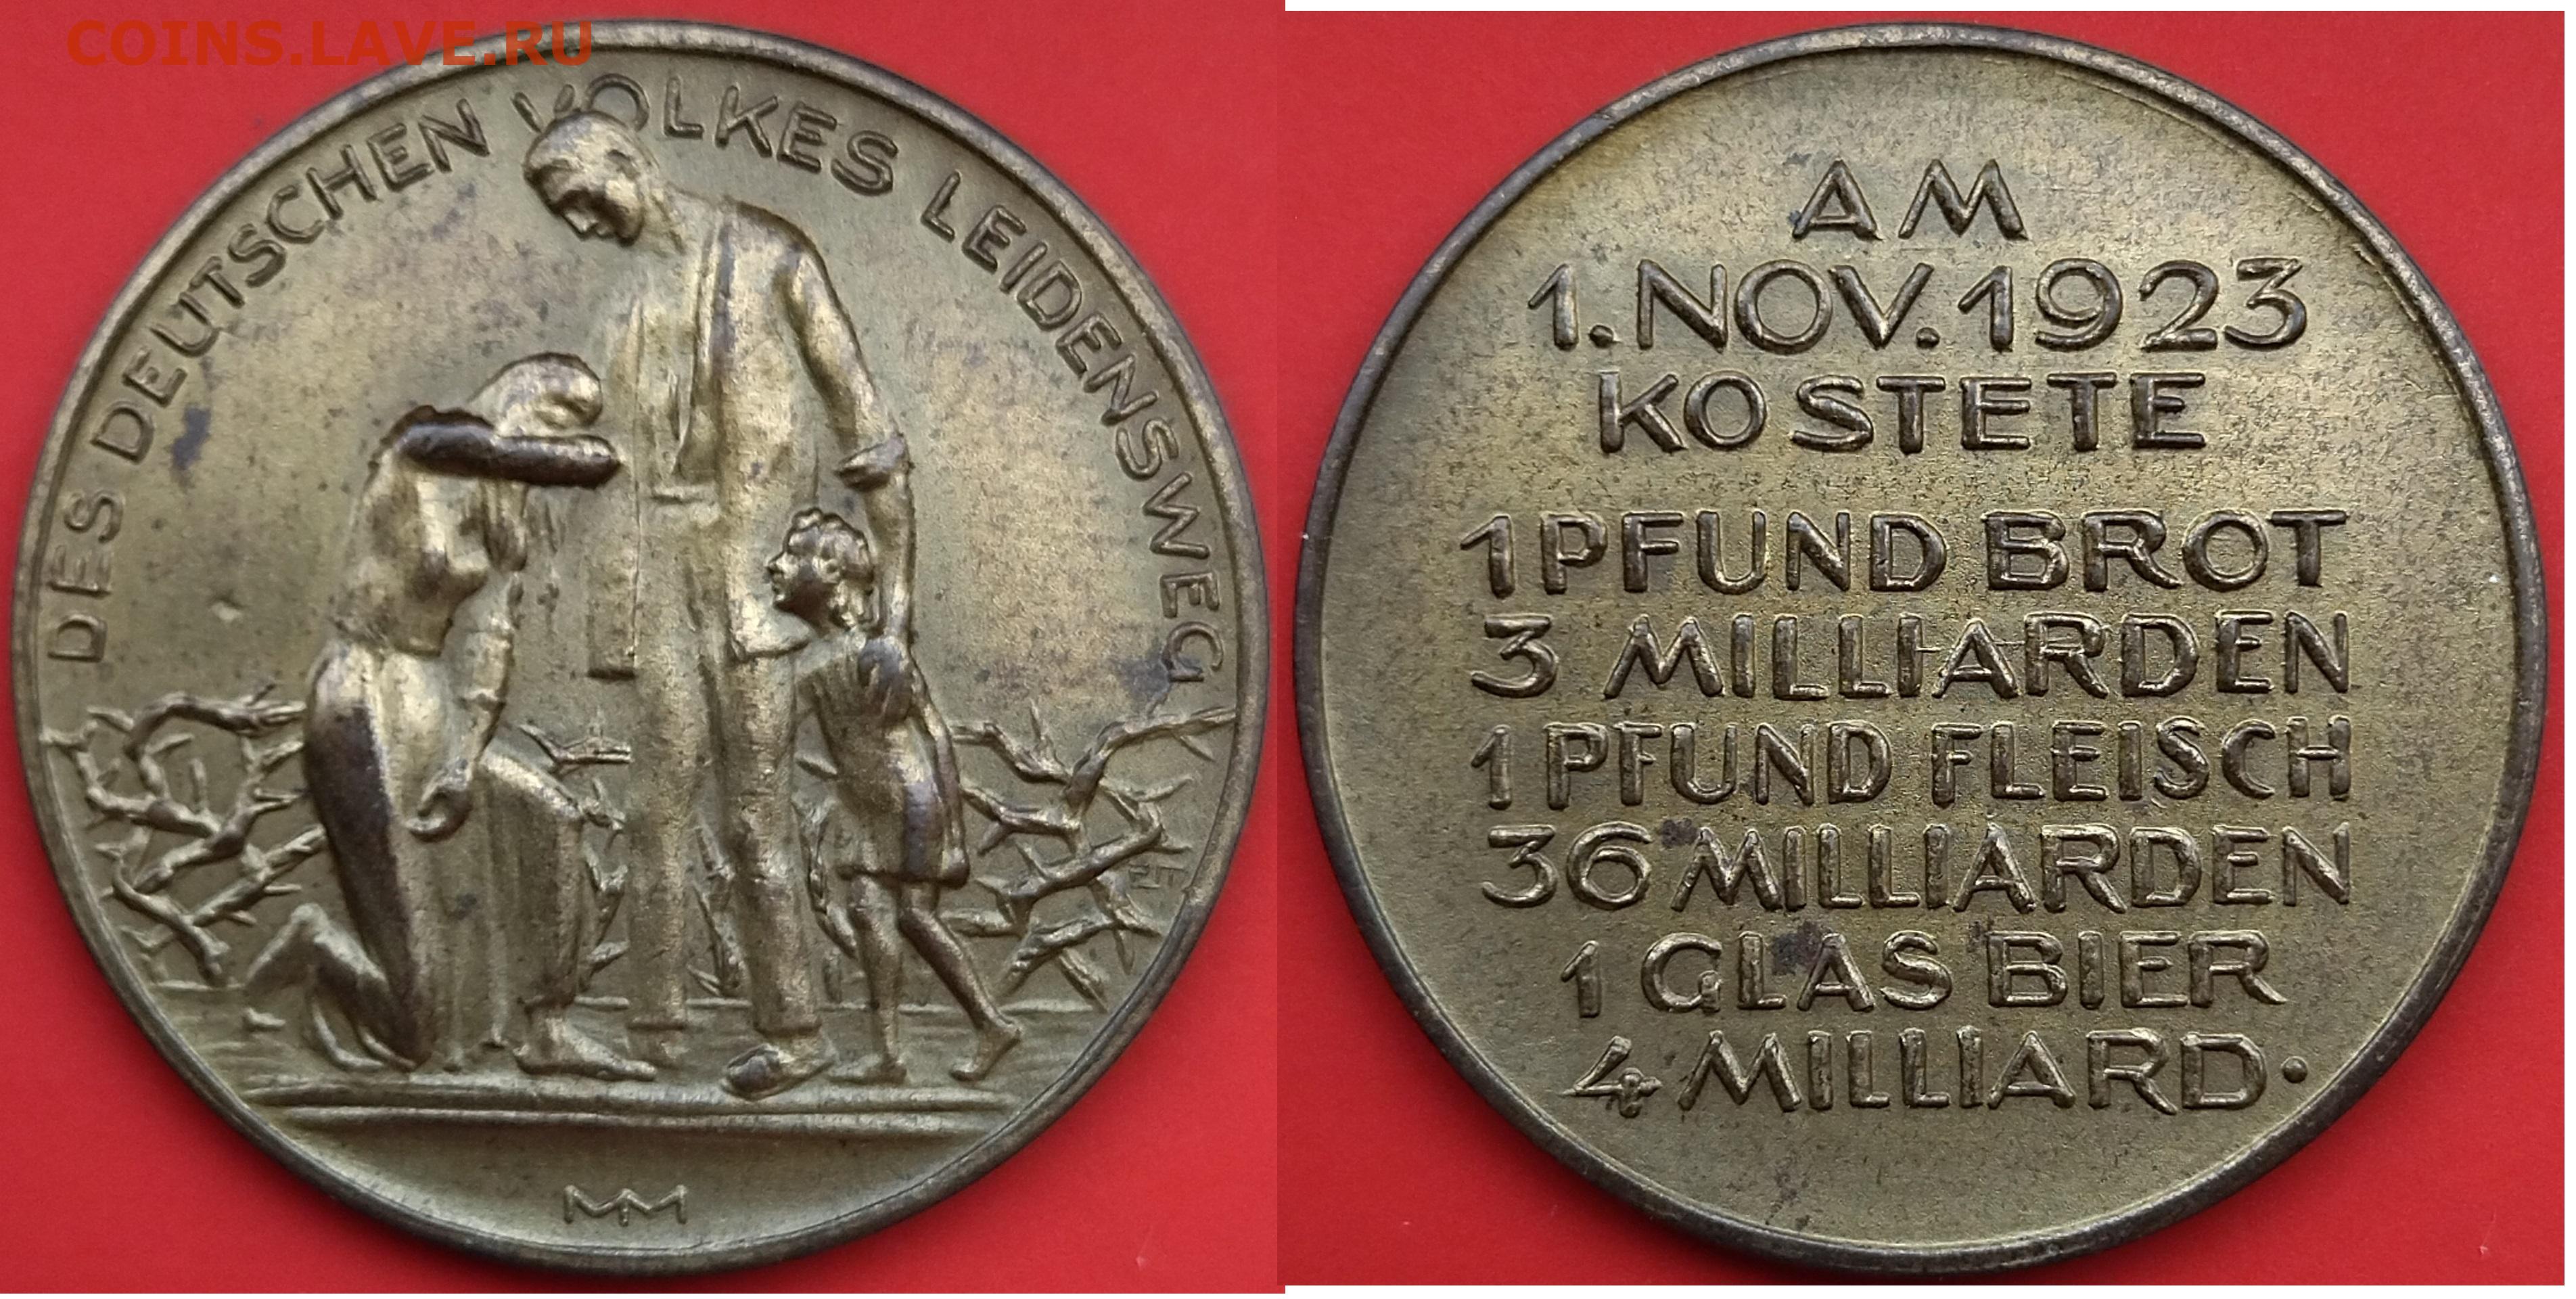 COINS.LAVE.RU
DES DEUTSCHEN VOLKES LEIDENSWEG
MM
AM
1. NOV. 1923
KOSTETE
1 PFUND BROT
3 MILLIARDEN
1 PFUND FLEISCH
36 MILLIARDEN
1 GLAS BIER
4 MILLIARD.